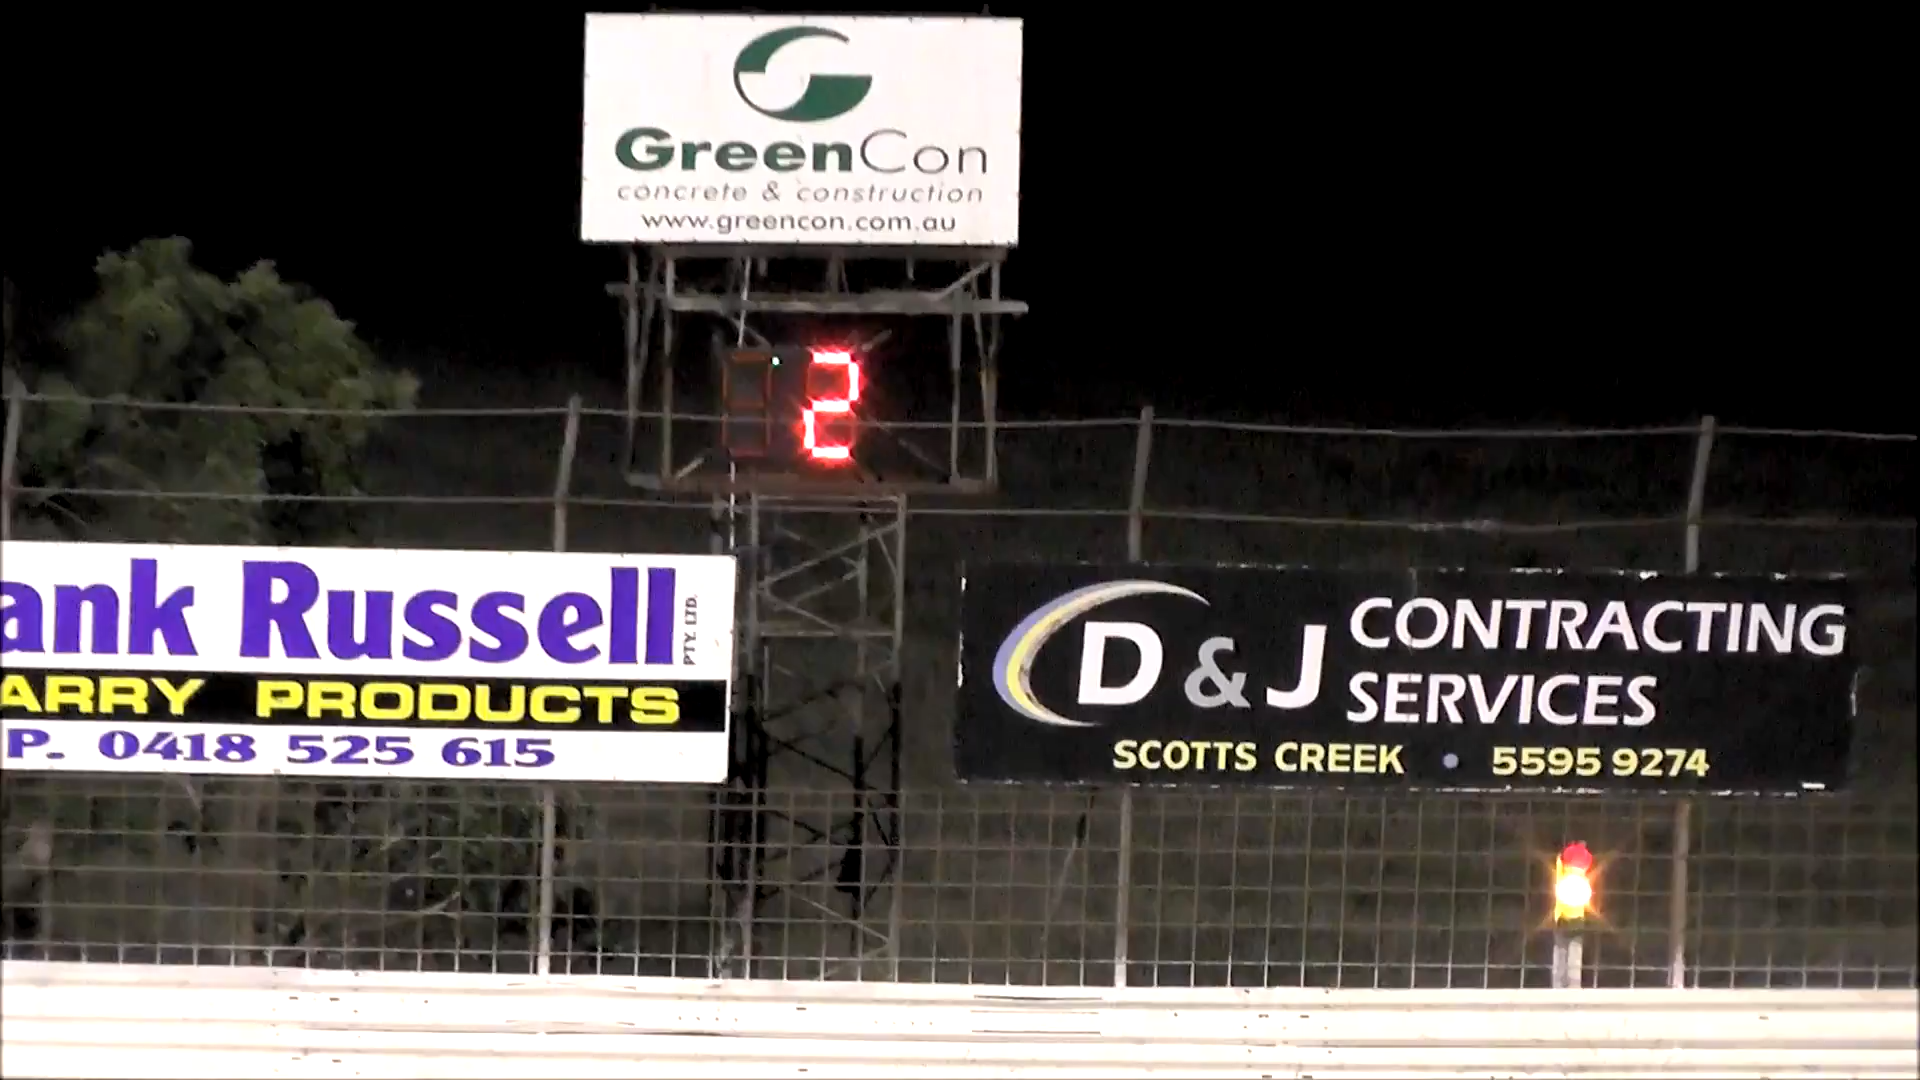 GreenCon
concrete & construction
www.greencon.com.au
2
ank Russell PTY. LTD.
ARRY PRODUCTS
P. 0418 525 615
D & J CONTRACTING
SERVICES
SCOTTS CREEK • 5595 9274